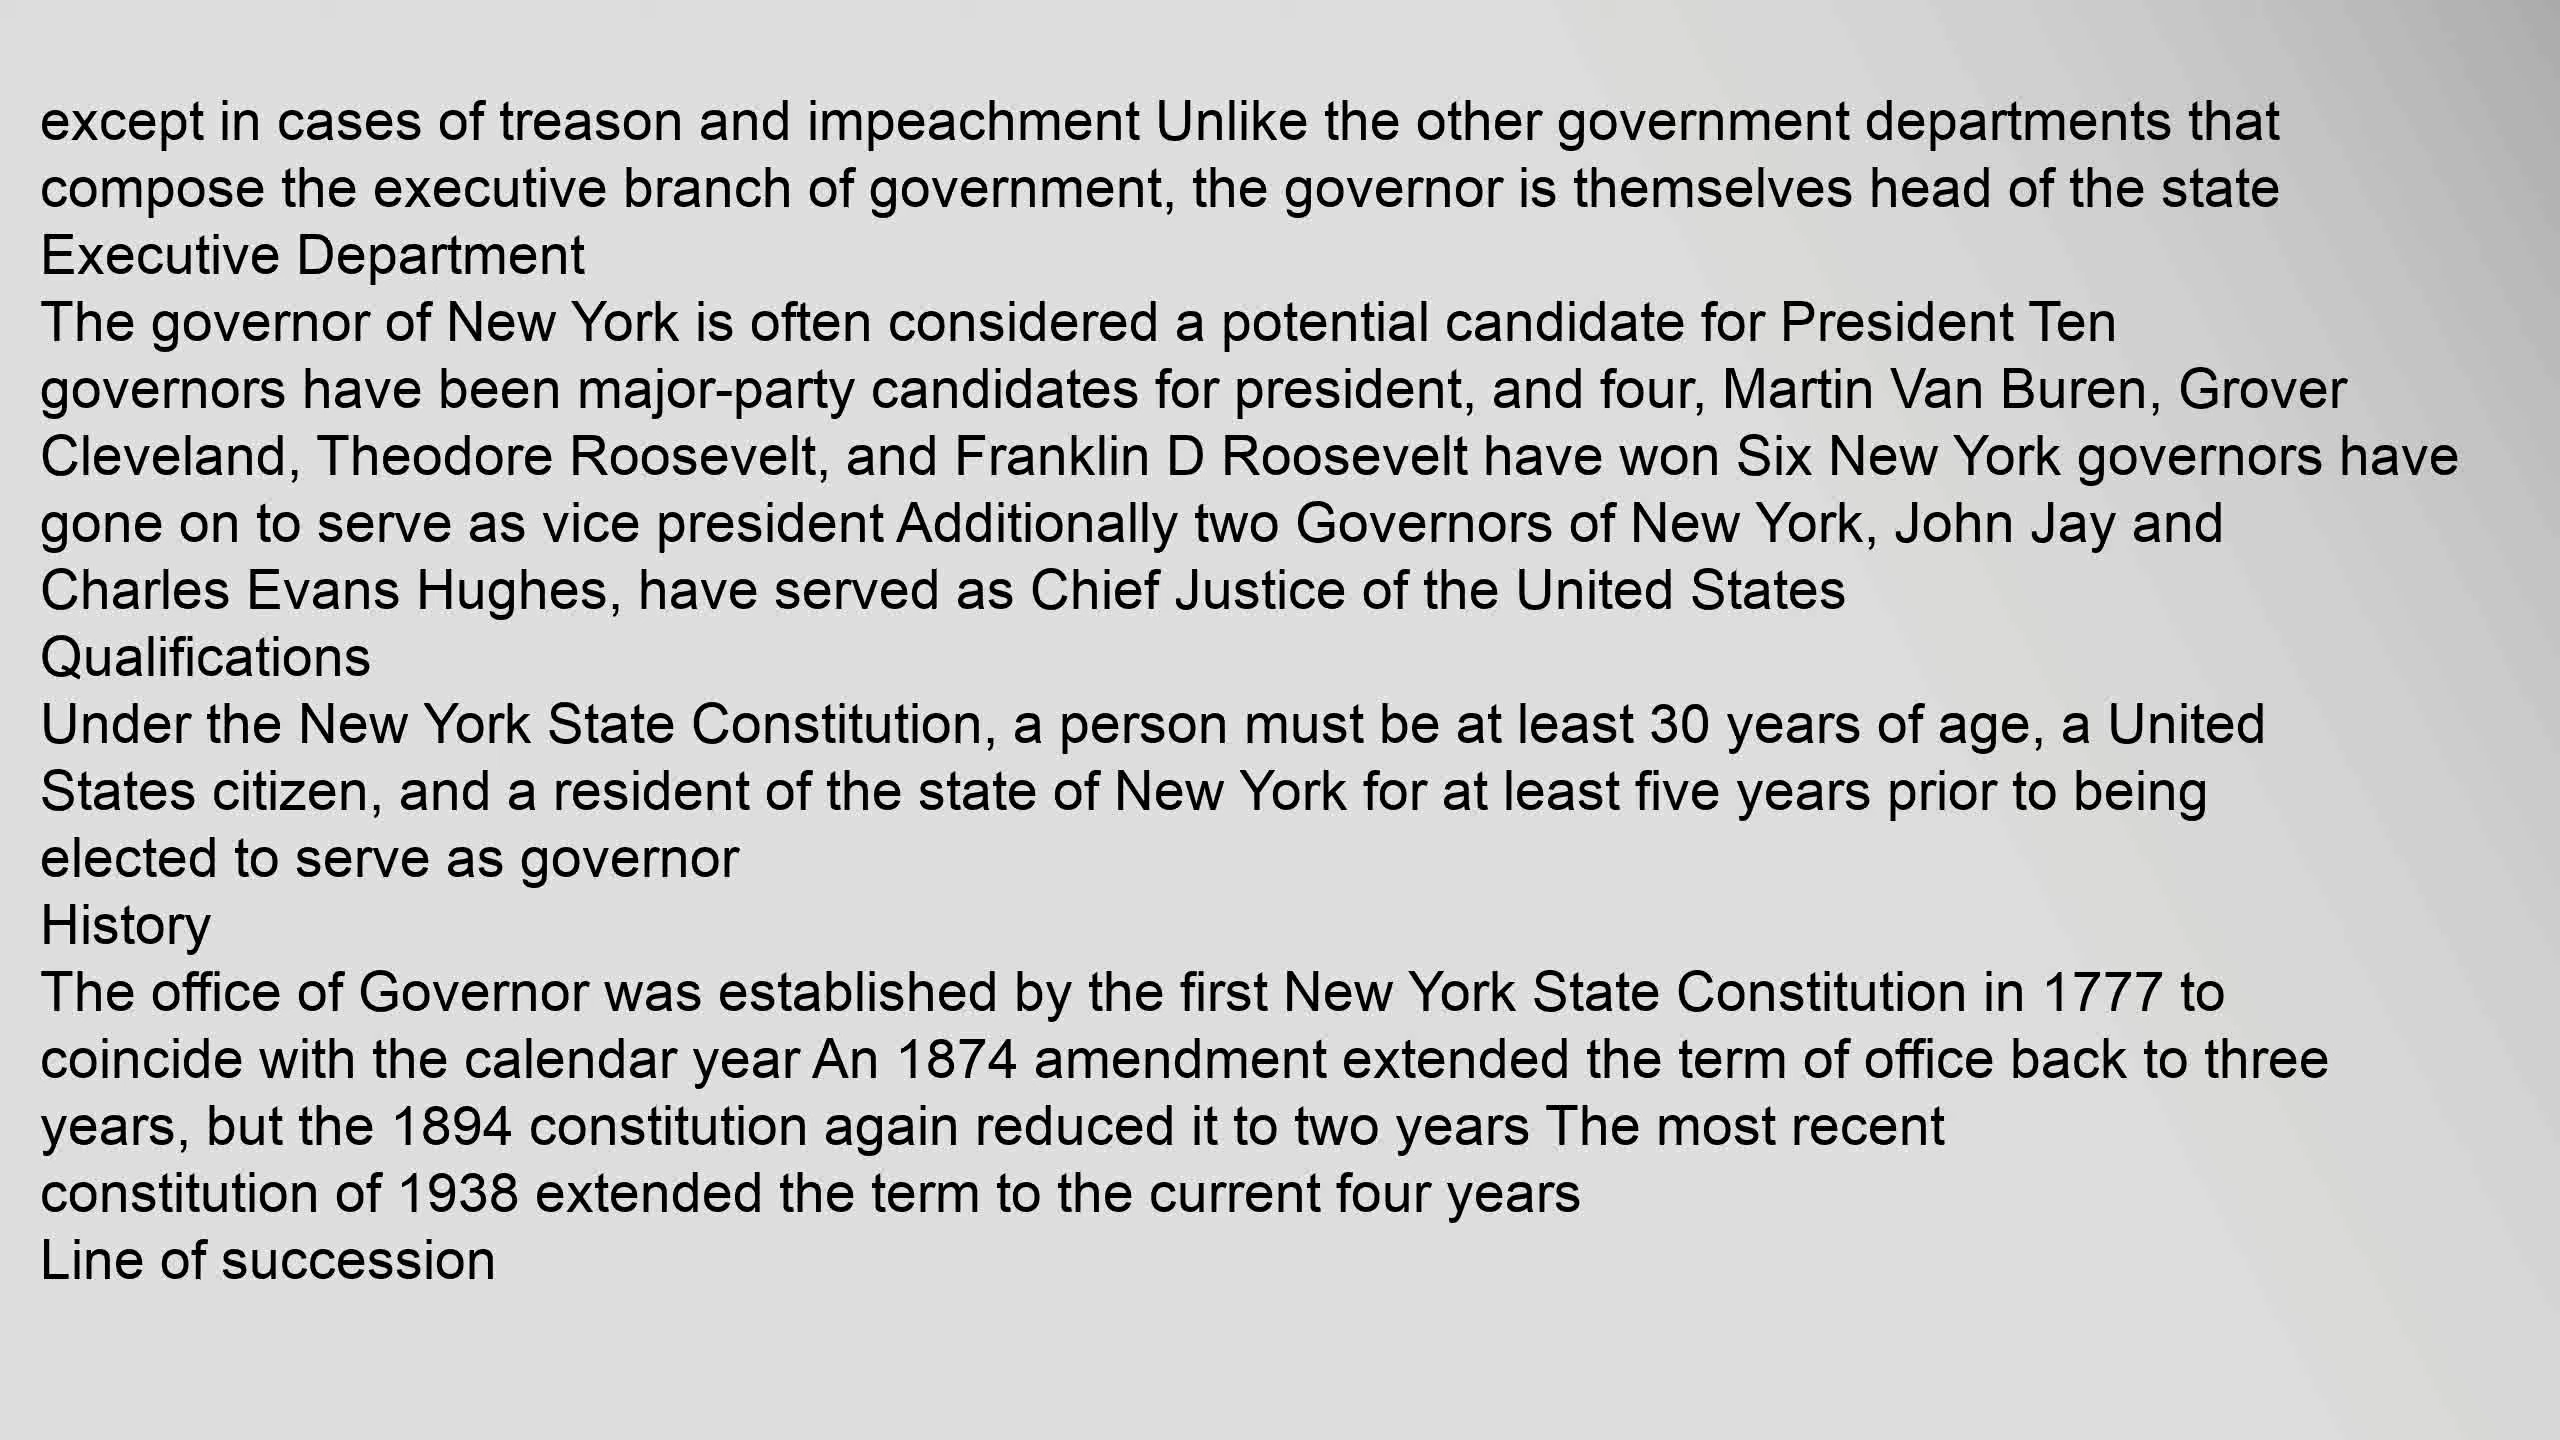 except in cases of treason and impeachment Unlike the other government departments that
compose the executive branch of government, the governor is themselves head of the state
Executive Department
The governor of New York is often considered a potential candidate for President Ten
governors have been major-party candidates for president, and four, Martin Van Buren, Grover
Cleveland, Theodore Roosevelt, and Franklin D Roosevelt have won Six New York governors have
gone on to serve as vice president Additionally two Governors of New York, John Jay and
Charles Evans Hughes, have served as Chief Justice of the United States
Qualifications
Under the New York State Constitution, a person must be at least 30 years of age, a United
States citizen, and a resident of the state of New York for at least five years prior to being
elected to serve as governor
History
The office of Governor was established by the first New York State Constitution in 1777 to
coincide with the calendar year An 1874 amendment extended the term of office back to three
years, but the 1894 constitution again reduced it to two years The most recent
constitution of 1938 extended the term to the current four years
Line of succession